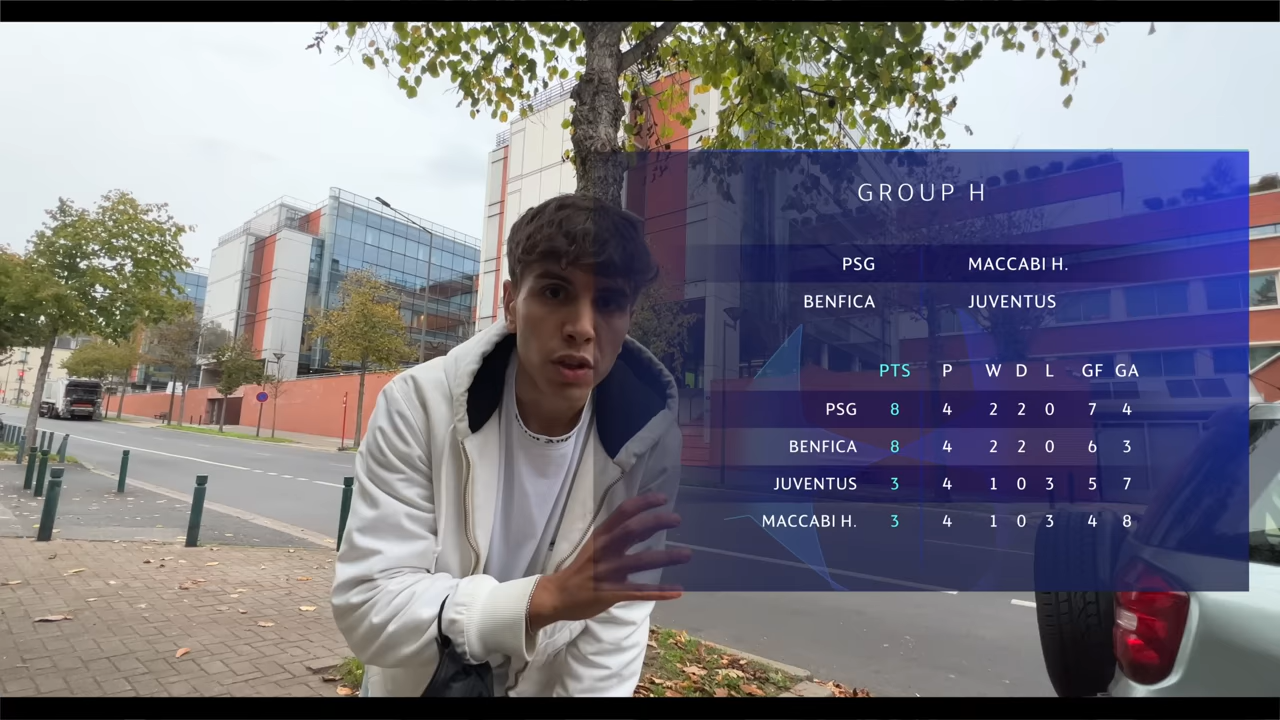 GROUP H
PSG MACCABI H.
BENFICA JUVENTUS
PTS P W D L GF GA
PSG 8 4 2 2 0 7 4
BENFICA 8 4 2 2 0 6 3
JUVENTUS 3 4 1 0 3 5 7
MACCABI H. 3 4 1 0 3 4 8